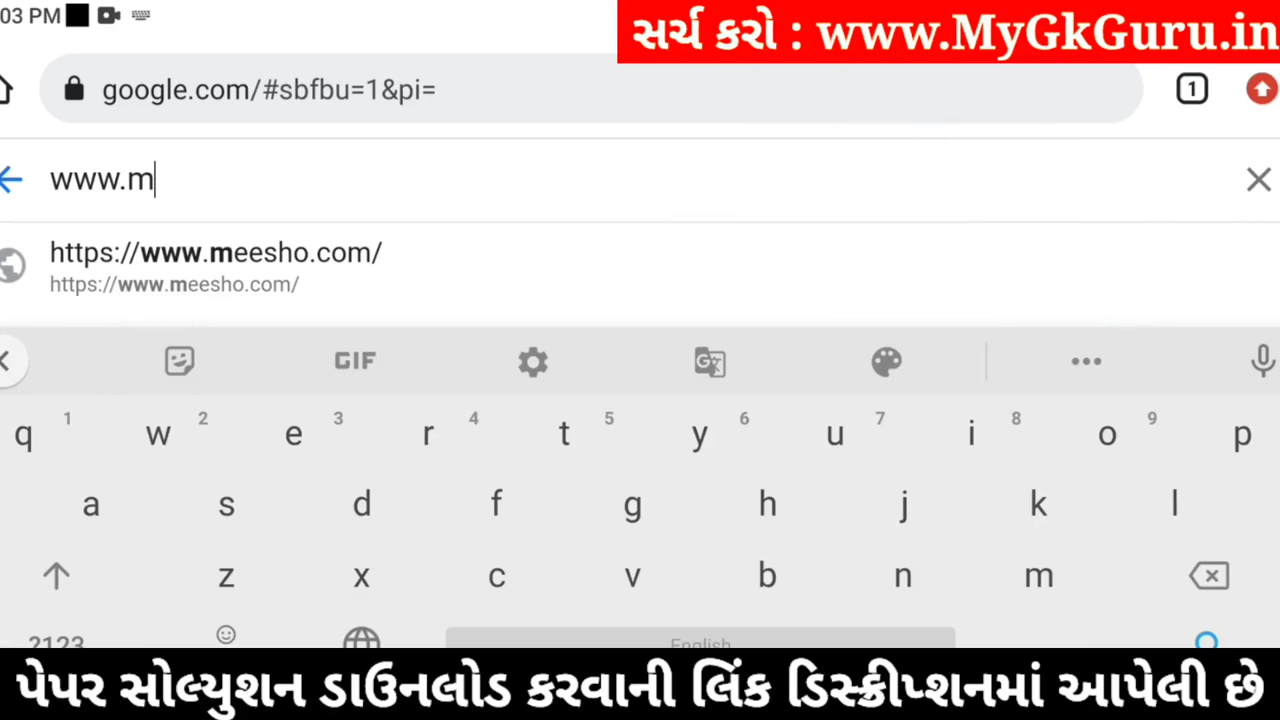 03 PM
સર્ચ કરો : www.MyGkGuru.in
google.com/#sbfbu=1&pi=
1
www.m
https://www.meesho.com/
https://www.meesho.com/
GIF
q 1 w 2 e 3 r 4 t 5 y 6 u 7 i 8 o 9 p
a s d f g h j k l
z x c v b n m
?123 English
પેપર સોલ્યુશન ડાઉનલોડ કરવાની લિંક ડિસ્ક્રીપ્શનમાં આપેલી છે